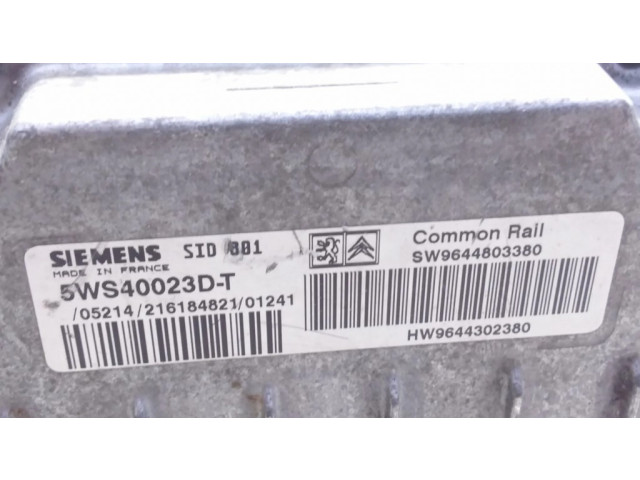 SIEMENS SID 801
MADE IN FRANCE
5WS40023D-T
/05214/216184821/01241
Common Rail
SW9644803380
HW9644302380